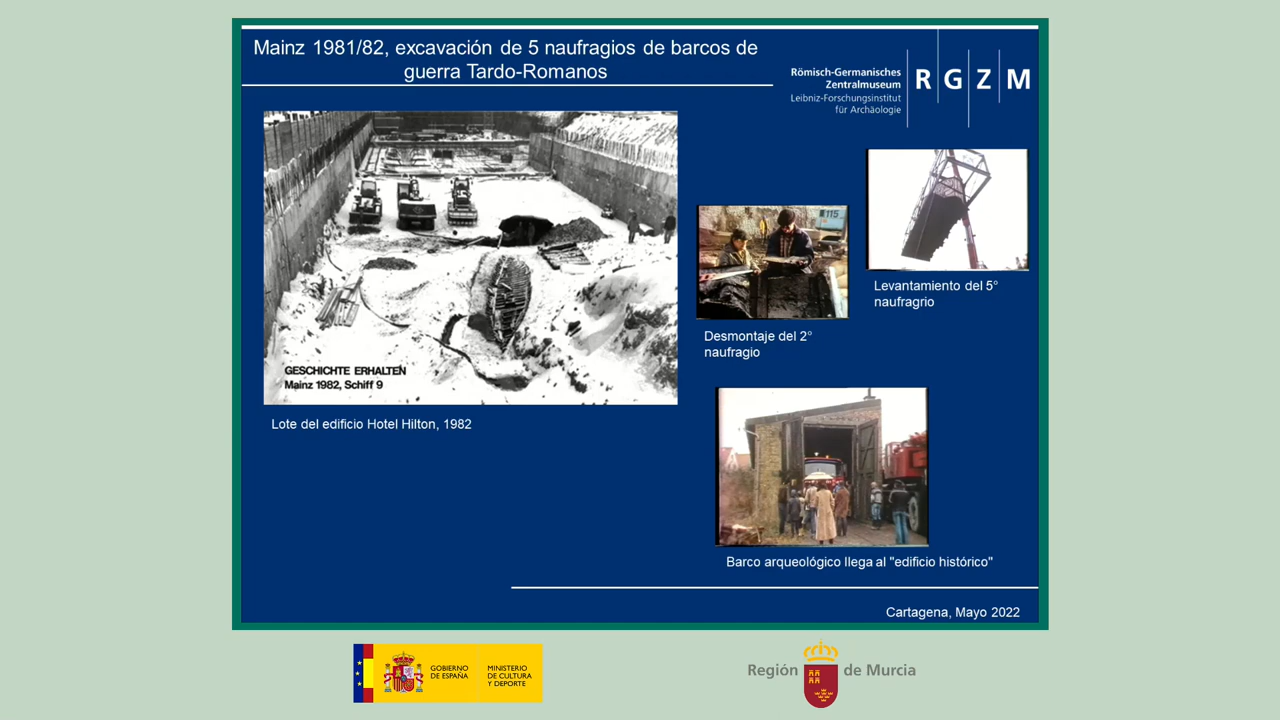 Mainz 1981/82, excavación de 5 naufragios de barcos de
guerra Tardo-Romanos
Römisch-Germanisches
Zentralmuseum
Leibniz-Forschungsinstitut
für Archäologie
RGZM
GESCHICHTE ERHALTEN
Mainz 1982, Schiff 9
Lote del edificio Hotel Hilton, 1982
115
Desmontaje del 2°
naufragio
Levantamiento del 5°
naufragrio
Barco arqueológico llega al "edificio histórico"
Cartagena, Mayo 2022
GOBIERNO
DE ESPAÑA
MINISTERIO
DE CULTURA
Y DEPORTE
Región de Murcia